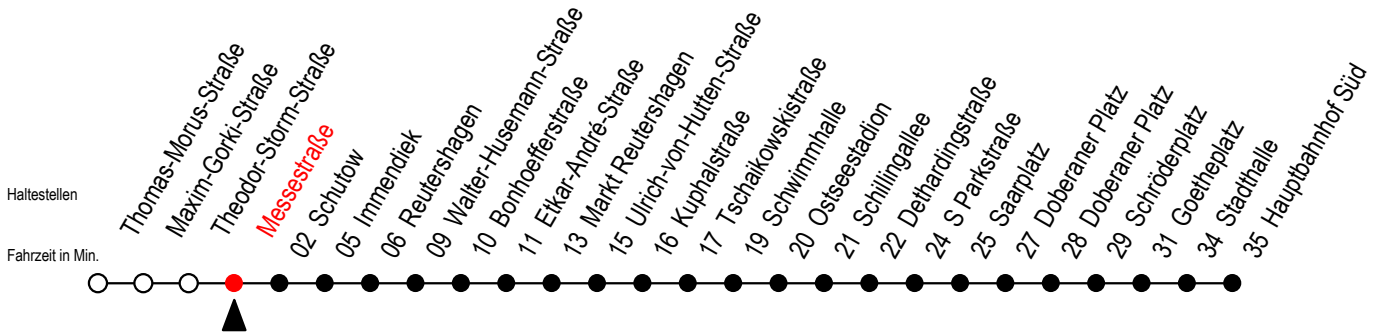 Haltestellen
Fahrzeit in Min.
Thomas-Morus-Straße
Maxim-Gorki-Straße
Theodor-Storm-Straße
Messestraße
02 Schutow
05 Immendiek
06 Reutershagen
09 Walter-Husemann-Straße
10 Bonhoefferstraße
11 Etkar-André-Straße
13 Markt Reutershagen
15 Ulrich-von-Hutten-Straße
16 Kuphalstraße
17 Tschaikowskistraße
19 Schwimmhalle
20 Ostseestadion
21 Schillingallee
22 Dethardingstraße
24 S Parkstraße
25 Saarplatz
27 Doberaner Platz
28 Doberaner Platz
29 Schröderplatz
31 Goetheplatz
34 Stadthalle
35 Hauptbahnhof Süd